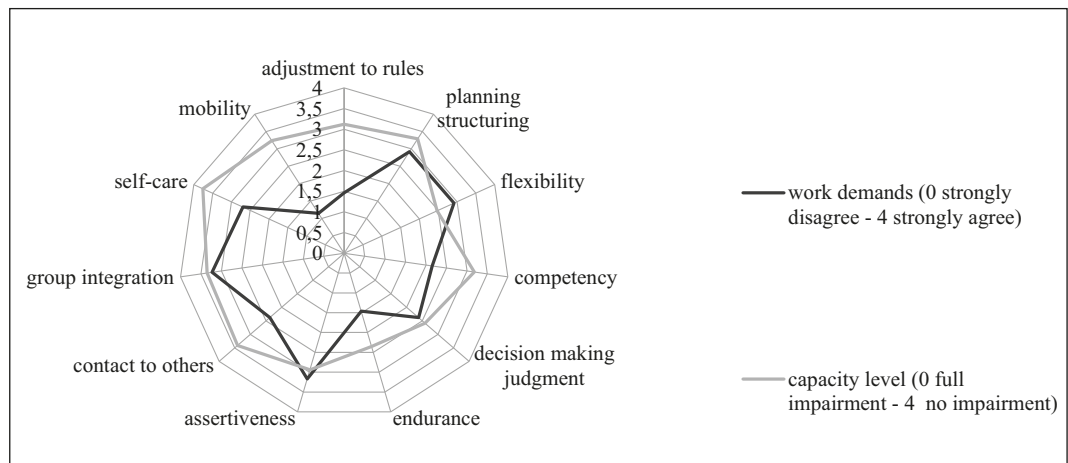 adjustment to rules
4
3,5
3
2,5
2
1,5
1
0,5
0
planning
structuring
flexibility
competency
decision making
judgment
endurance
assertiveness
contact to others
group integration
self-care
mobility
work demands (0 strongly
disagree - 4 strongly agree)
capacity level (0 full
impairment - 4 no impairment)